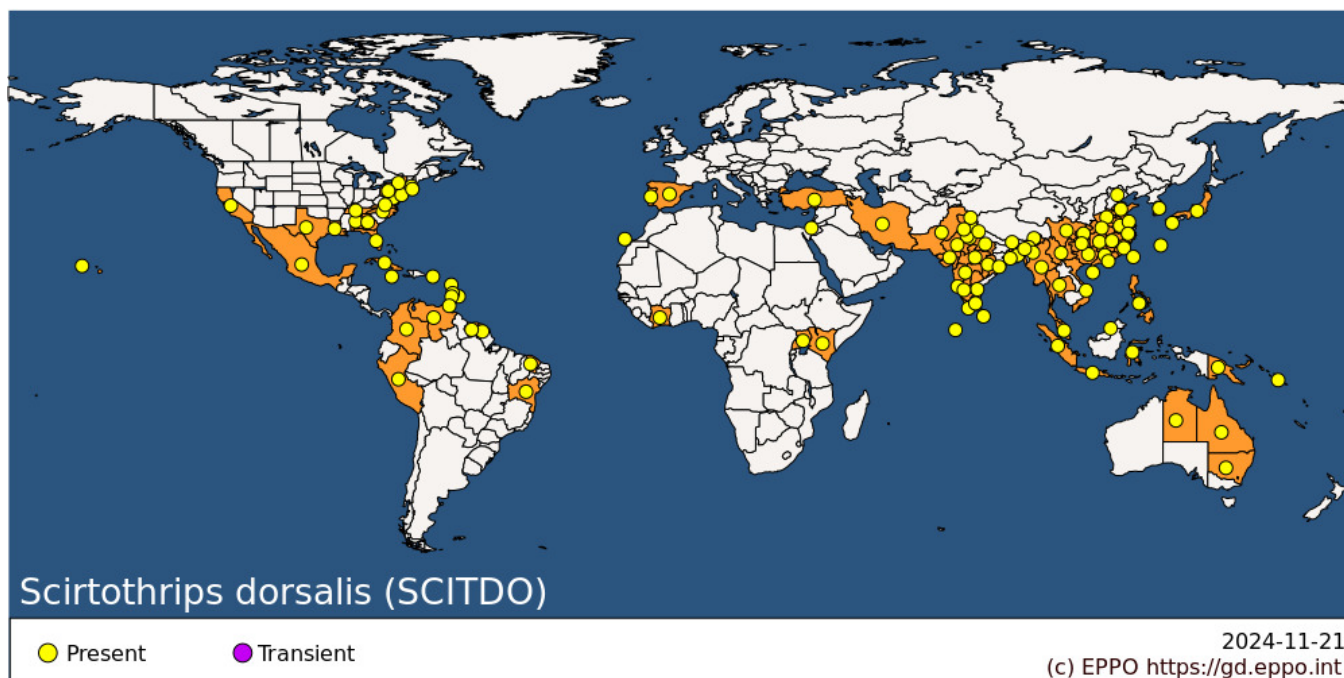 Scirtothrips dorsalis (SCITDO)
Present
Transient
2024-11-21
(c) EPPO https://gd.eppo.int